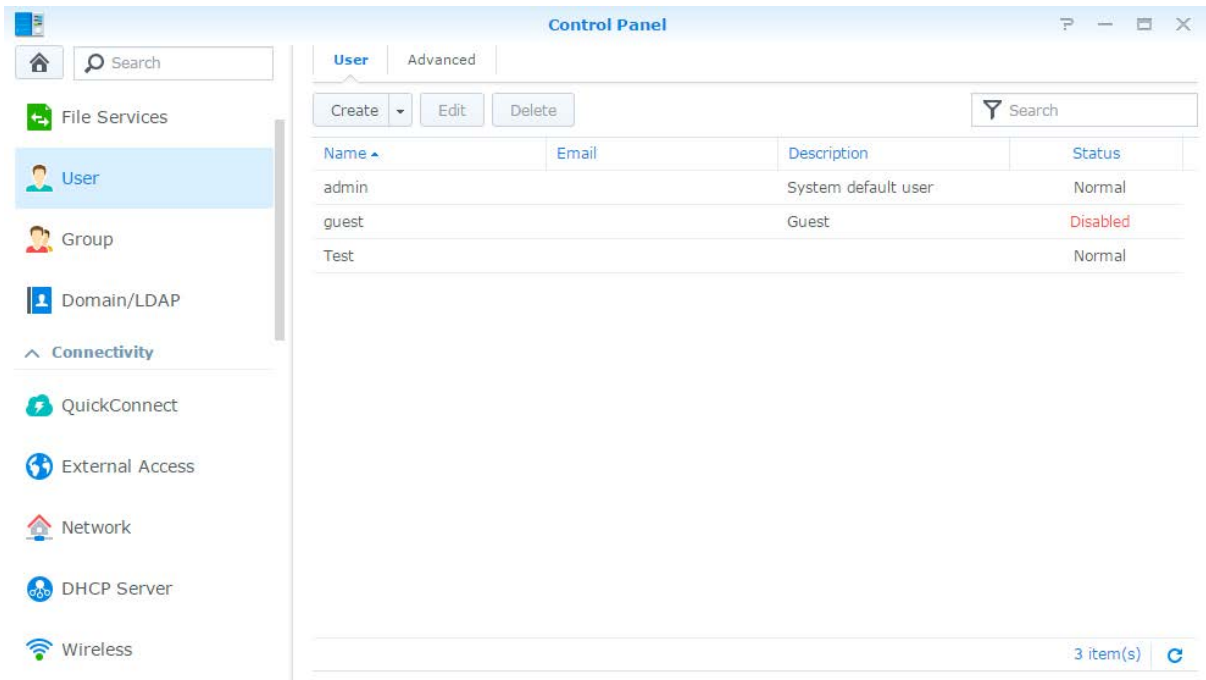 Control Panel
Search
File Services
User
Group
Domain/LDAP
Connectivity
QuickConnect
External Access
Network
DHCP Server
Wireless
User Advanced
Create Edit Delete Search
Name Email Description Status
admin System default user Normal
guest Guest Disabled
Test Normal
3 item(s)